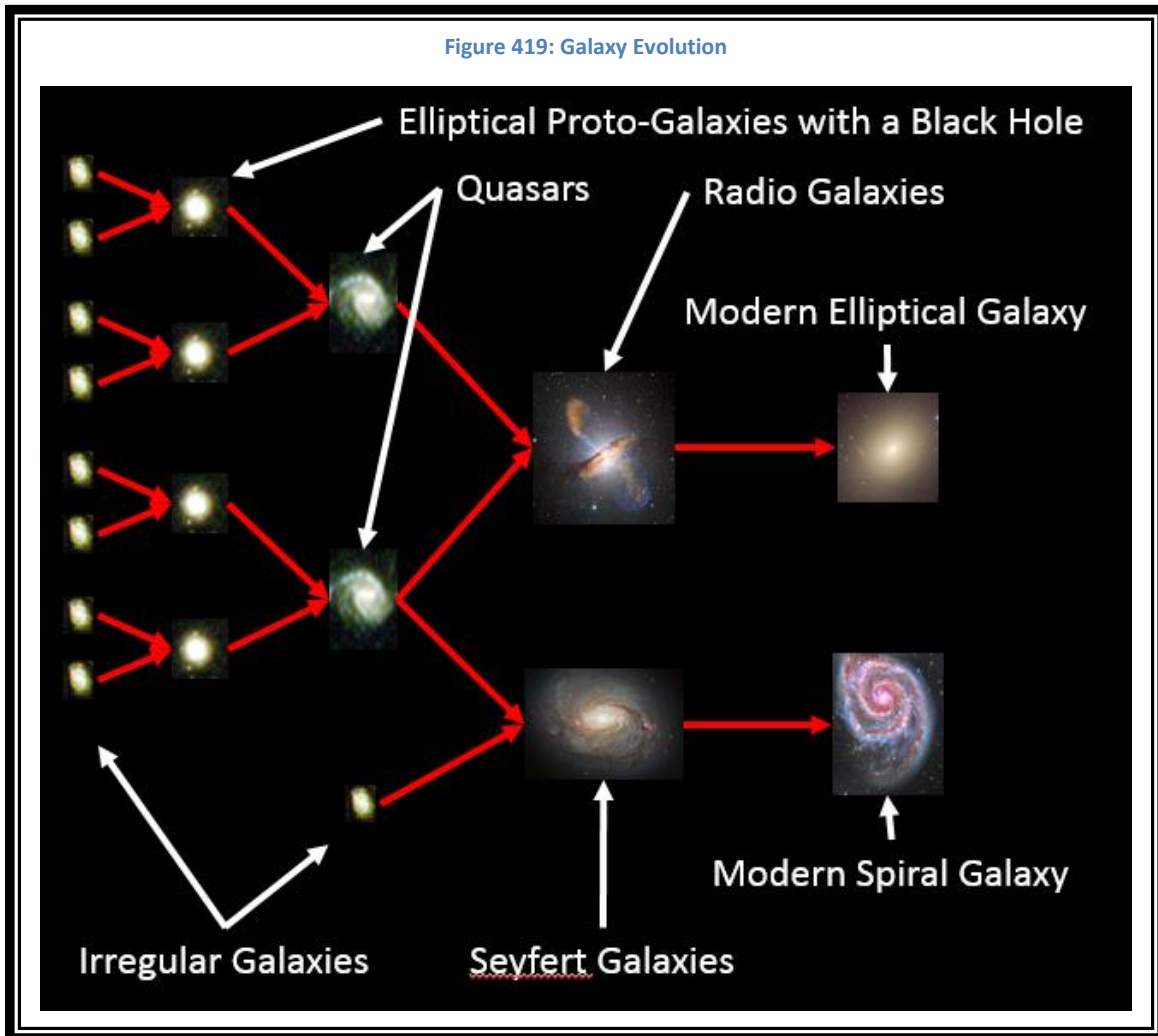 Figure 419: Galaxy Evolution
Elliptical Proto-Galaxies with a Black Hole
Quasars
Radio Galaxies
Modern Elliptical Galaxy
Modern Spiral Galaxy
Irregular Galaxies
Seyfert Galaxies